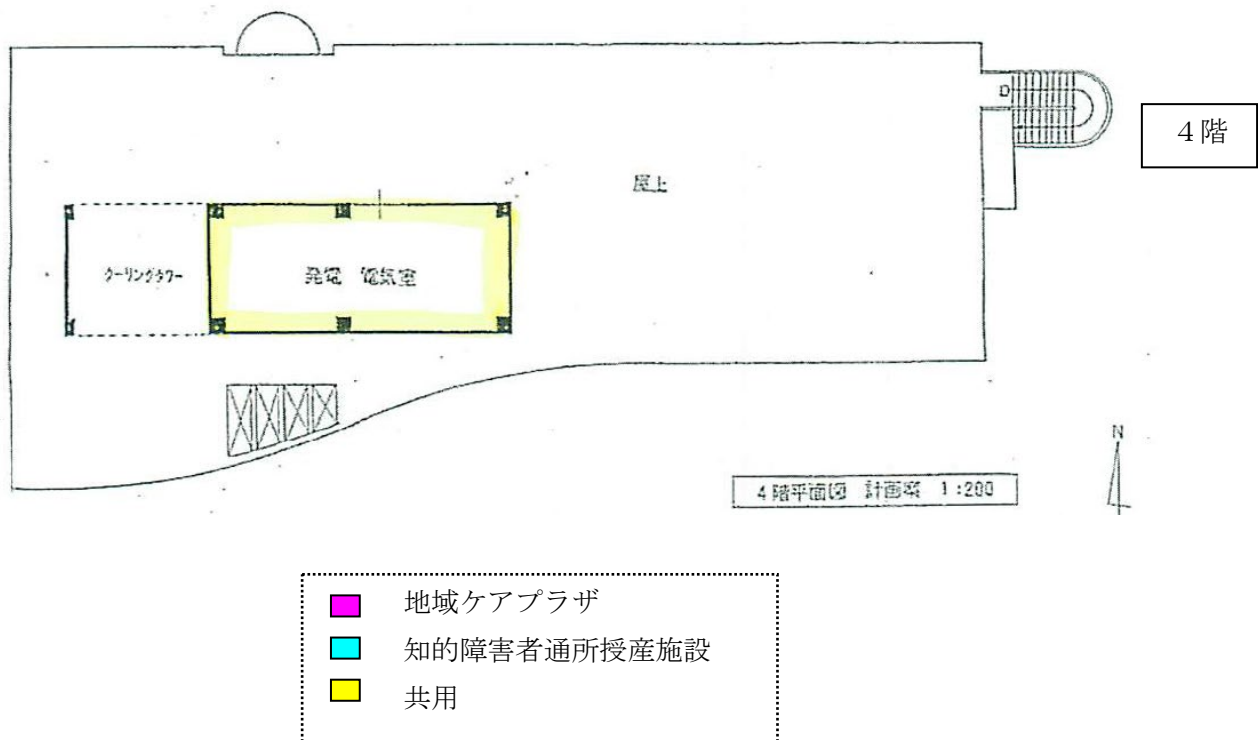 D
4階
屋上
クーリングタワー
発電 電気室
N
4階平面図 計画案 1:200
地域ケアプラザ
知的障害者通所授産施設
共用